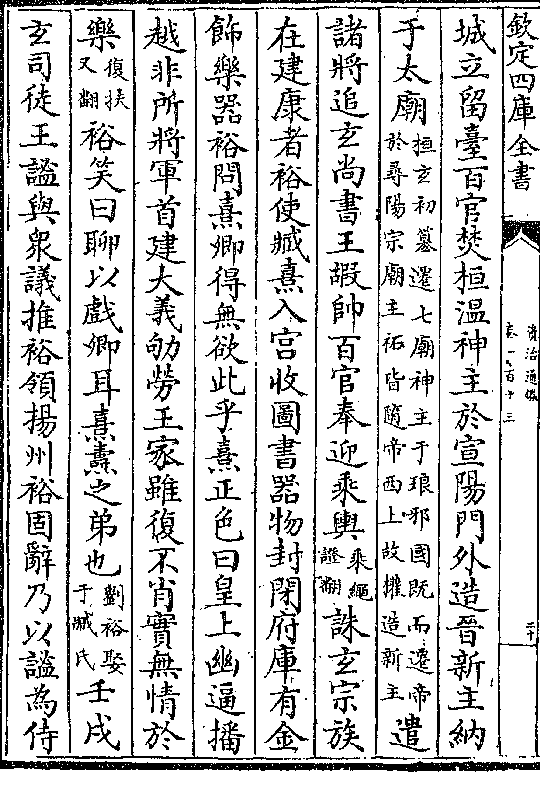 欽定四庫全書
資治通鑑
卷一百十三
二十
城立留臺百官焚桓温神主於宣陽門外造晉新主納
于太廟桓玄初簒遷七廟神主于琅邪國既而遷帝於尋陽宗廟主祏皆隨帝西上故權造新主遣
諸將追玄尚書王嘏帥百官奉迎乘輿乘繩證翻誅玄宗族
在建康者裕使臧熹入宫收圖書器物封閉府庫有金
飾樂器裕問熹卿得無欲此乎熹正色曰皇上幽逼播
越非所將軍首建大義劬勞王家雖復不肖實無情於
樂復扶又翻裕笑曰聊以戲卿耳熹燾之弟也劉裕娶于臧氏壬戌
玄司徒王謐與衆議推裕領揚州裕固辭乃以謐為侍